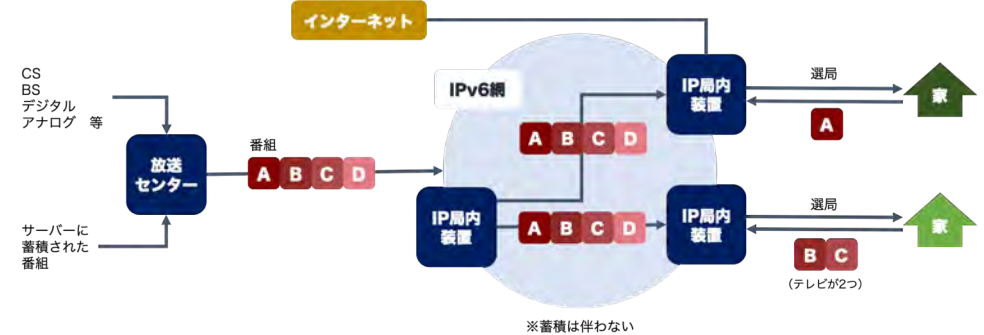 インターネット
CS
BS
デジタル
アナログ 等
IPv6網
IP局内
装置
選局
家
A
A B C D
番組
放送
センター
A B C D
IP局内
装置
A B C D
IP局内
装置
選局
家
サーバーに
蓄積された
番組
B C
（テレビが2つ）
※蓄積は伴わない